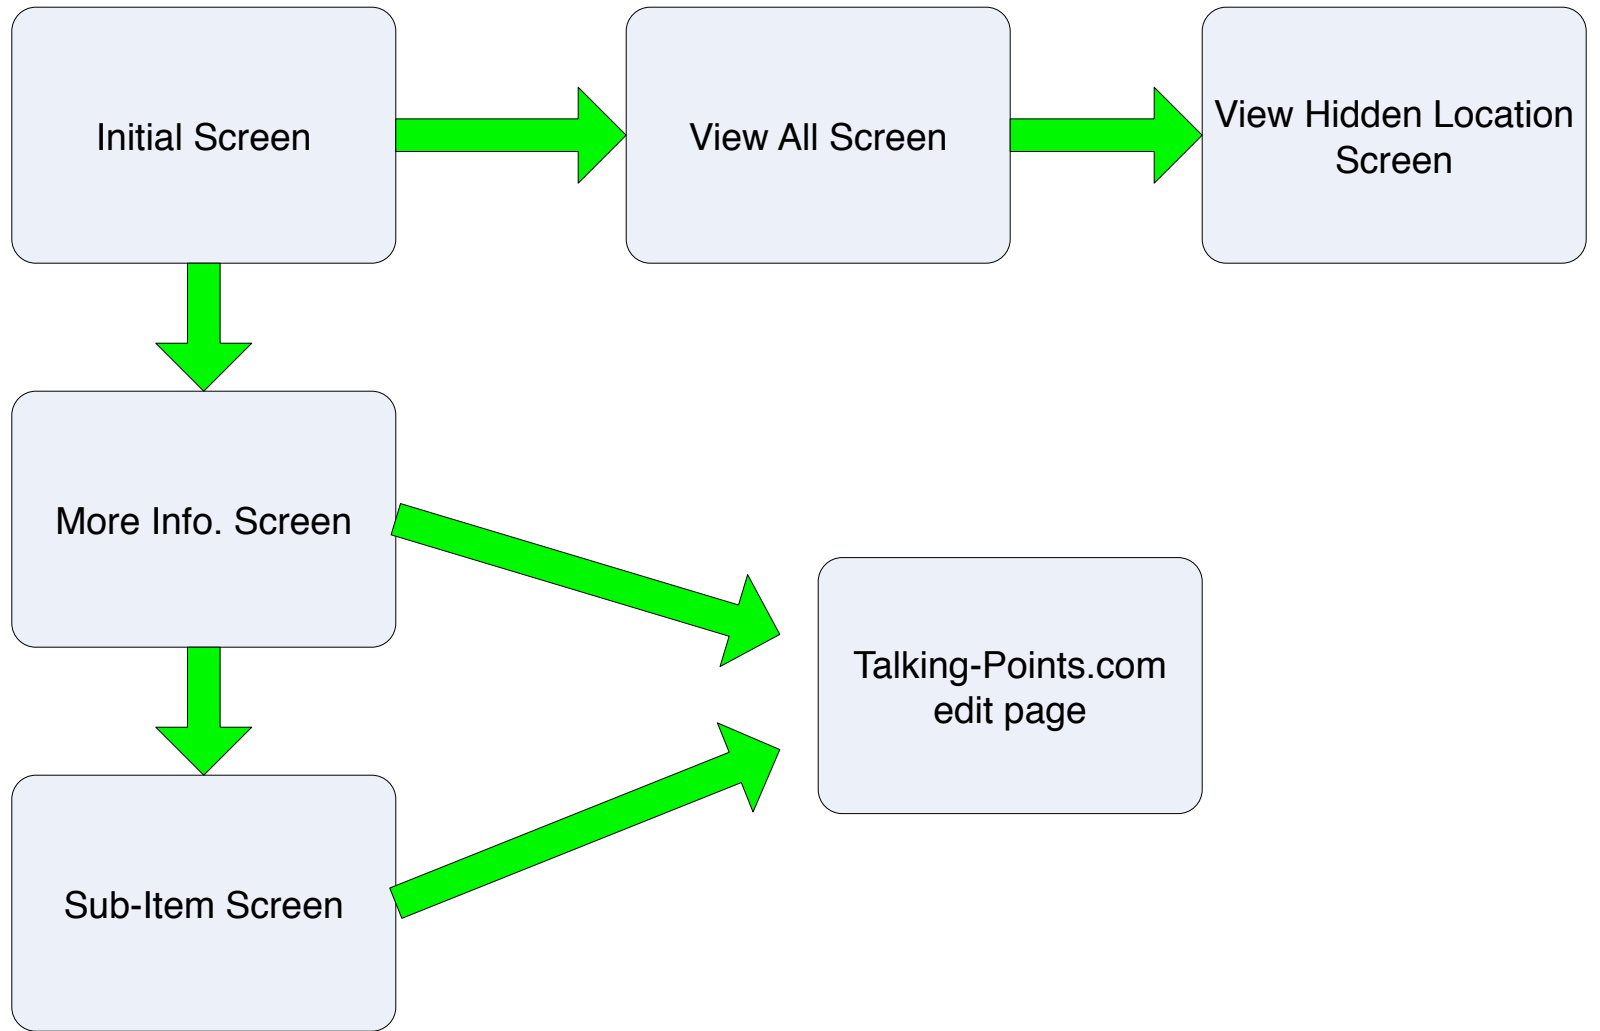 Initial Screen
View All Screen
View Hidden Location
Screen
More Info. Screen
Talking-Points.com
edit page
Sub-Item Screen